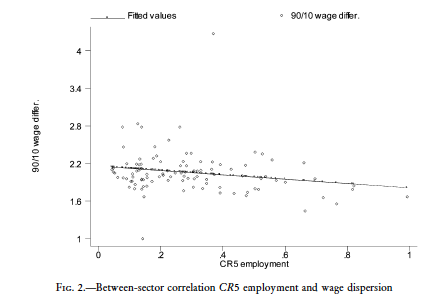 Fitted values
90/10 wage differ.
90/10 wage differ.
4
3.4
2.8
2.2
1.6
1
0 .2 .4 .6 .8 1
CR5 employment
FIG. 2.—Between-sector correlation CR5 employment and wage dispersion